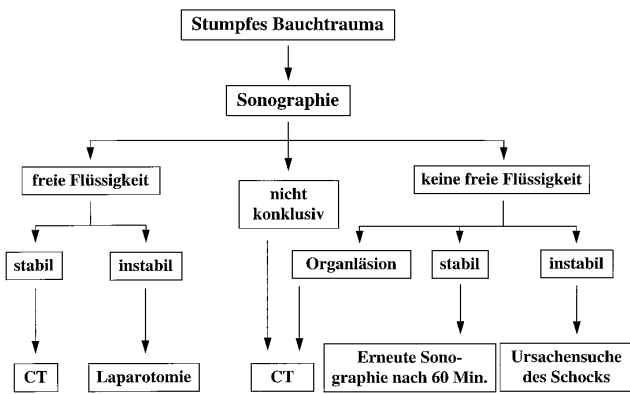 Stumpfes Bauchtrauma
Sonographie
freie Flüssigkeit
nicht
konklusiv
keine freie Flüssigkeit
stabil
instabil
Organläsion
stabil
instabil
CT
Laparotomie
CT
Erneute Sono-
graphie nach 60 Min.
Ursachensuche
des Schocks